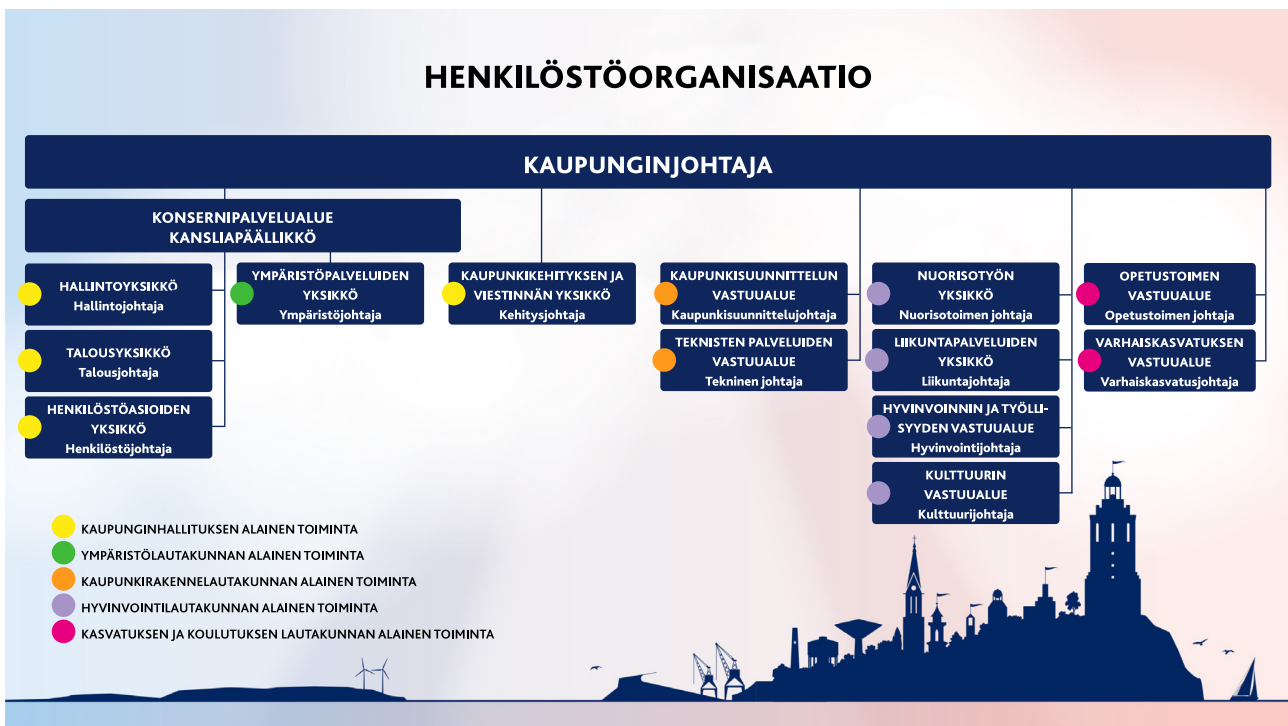 HENKILÖSTÖORGANISAATIO
KAUPUNGINJOHTAJA
KONSERNIPALVELUALUE
KANSLIAPÄÄLLIKKÖ
HALLINTOYKSIKKÖ
Hallintojohtaja
TALOUSYKSIKKÖ
Talousjohtaja
HENKILÖSTÖASIOIDEN
YKSIKKÖ
Henkilöstöjohtaja
YMPÄRISTÖPALVELUIDEN
YKSIKKÖ
Ympäristöjohtaja
KAUPUNKIKEHITYKSEN JA
VIESTINNÄN YKSIKKÖ
Kehitysjohtaja
KAUPUNKISUUNNITTELUN
VASTUUALUE
Kaupunkisuunnittelujohtaja
TEKNISTEN PALVELUIDEN
VASTUUALUE
Tekninen johtaja
NUORISOTYÖN
YKSIKKÖ
Nuorisotoimen johtaja
LIIKUNTAPALVELUIDEN
YKSIKKÖ
Liikuntajohtaja
HYVINVOINNIN JA TYÖLLI-
SYYDEN VASTUUALUE
Hyvinvointijohtaja
KULTTUURIN
VASTUUALUE
Kulttuurijohtaja
OPETUSTOIMEN
VASTUUALUE
Opetustoimen johtaja
VARHAISKASVATUKSEN
VASTUUALUE
Varhaiskasvatusjohtaja
KAUPUNGINHALLITUKSEN ALAINEN TOIMINTA
YMPÄRISTÖLAUTAKUNNAN ALAINEN TOIMINTA
KAUPUNKIRAKENNELAUTAKUNNAN ALAINEN TOIMINTA
HYVINVOINTILAUTAKUNNAN ALAINEN TOIMINTA
KASVATUKSEN JA KOULUTUKSEN LAUTAKUNNAN ALAINEN TOIMINTA